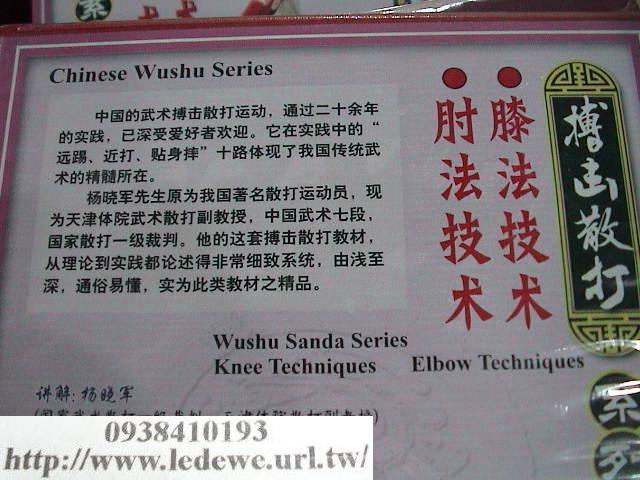 Chinese Wushu Series
中国的武术搏击散打运动，通过二十余年
的实践，已深受爱好者欢迎。它在实践中的“
远踢、近打、贴身摔”十路体现了我国传统武
术的精髓所在。
杨晓军先生原为我国著名散打运动员，现
为天津体院武术散打副教授，中国武术七段，
国家散打一级裁判。他的这套搏击散打教材，
从理论到实践都论述得非常细致系统，由浅至
深，通俗易懂，实为此类教材之精品。
搏击散打
膝法技术
肘法技术
Wushu Sanda Series
Knee Techniques
Elbow Techniques
讲解：杨晓军
系列
0938410193
http://www.ledewe.url.tw/